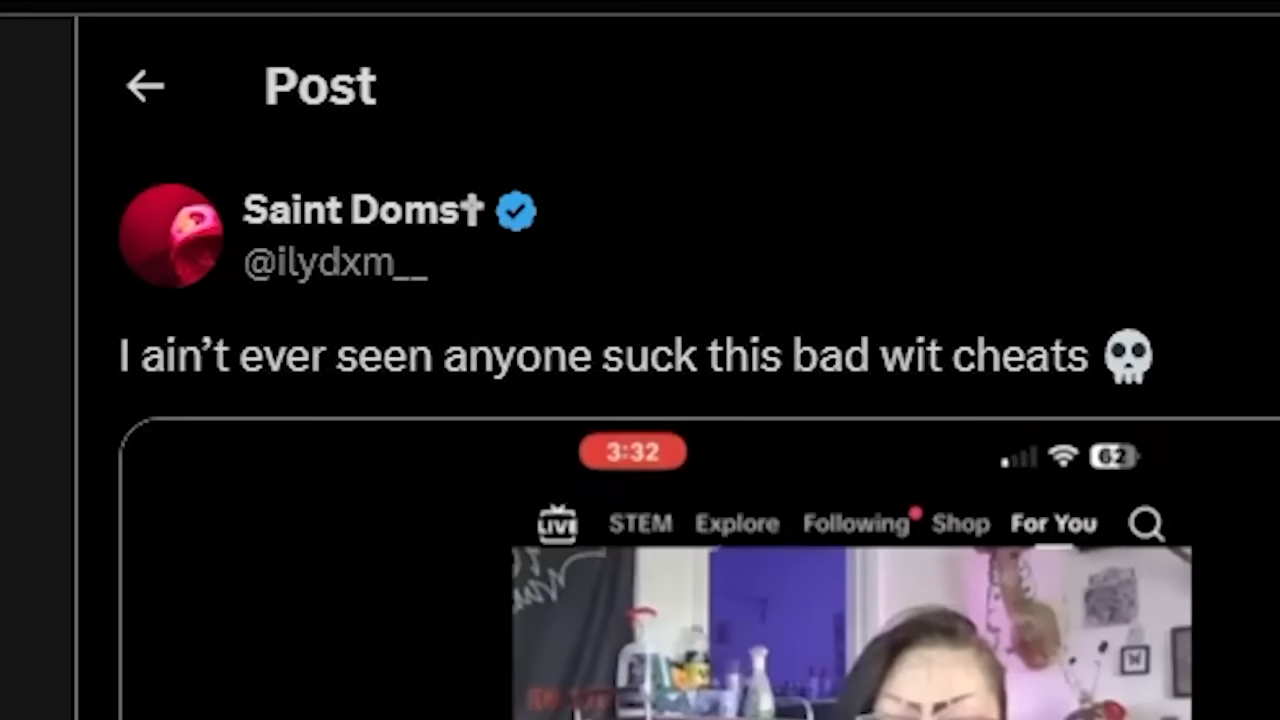 Post
Saint Doms✝
@ilydxm__
I ain’t ever seen anyone suck this bad wit cheats 💀
3:32
62
LIVE STEM Explore Following Shop For You